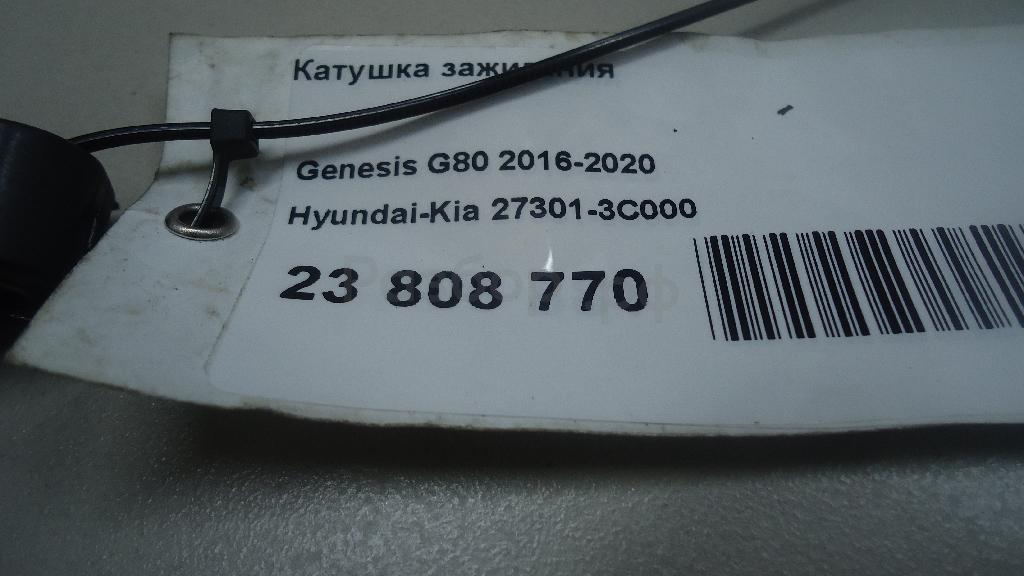 Катушка зажигания
Genesis G80 2016-2020
Hyundai-Kia 27301-3C000
23 808 770